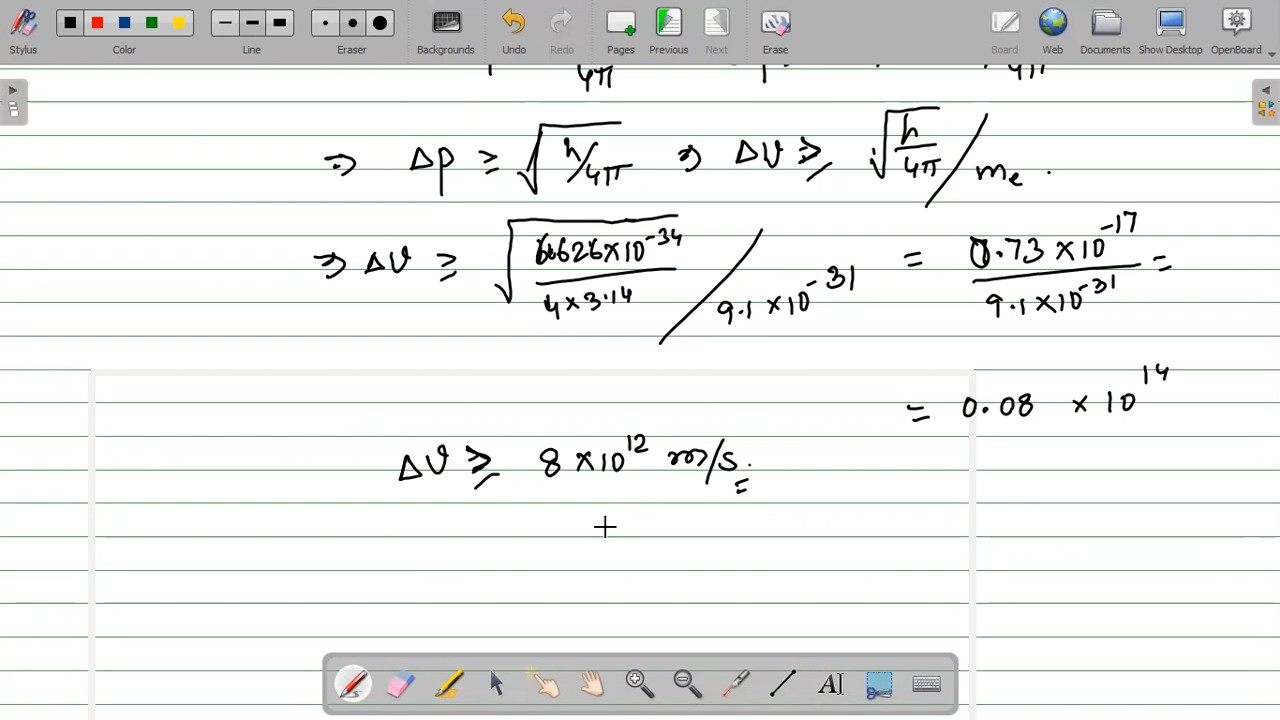 Color Line Eraser Backgrounds Undo Redo Pages Previous Next Erase Board Web Documents Show Desktop OpenBoard
Stylus
4π 4π
⇒ Δp ≥ √(h/4π) ⇒ Δv ≥ √(h/4π) / me.
⇒ Δv ≥ √(6.626×10⁻³⁴ / 4×3.14) / 9.1×10⁻³¹ = 0.73×10⁻¹⁷ / 9.1×10⁻³¹ =
= 0.08 ×10¹⁴
Δv ≥ 8×10¹² m/s.